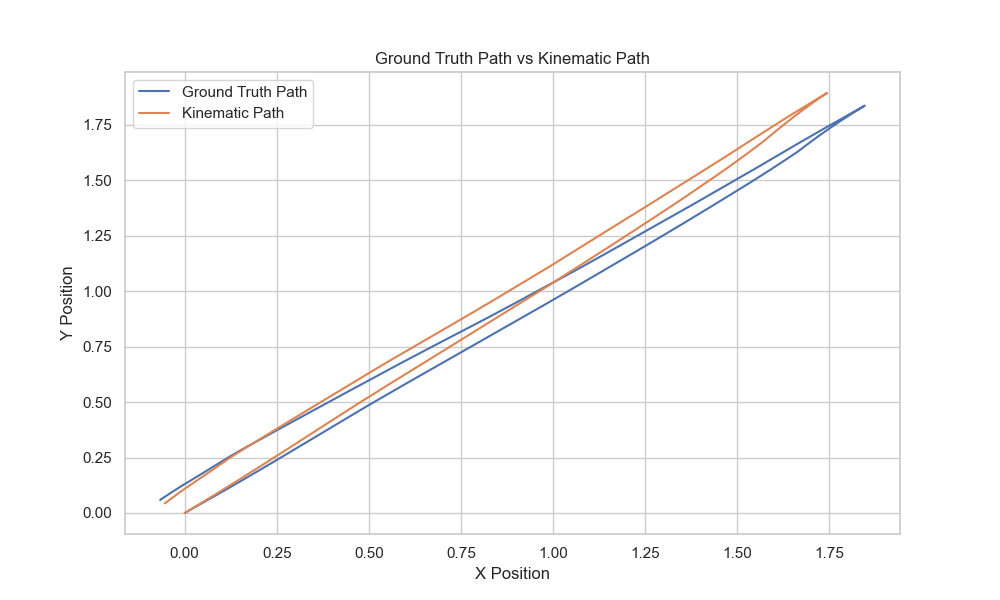 Ground Truth Path vs Kinematic Path
Ground Truth Path
Kinematic Path
Y Position
1.75
1.50
1.25
1.00
0.75
0.50
0.25
0.00
0.00 0.25 0.50 0.75 1.00 1.25 1.50 1.75
X Position